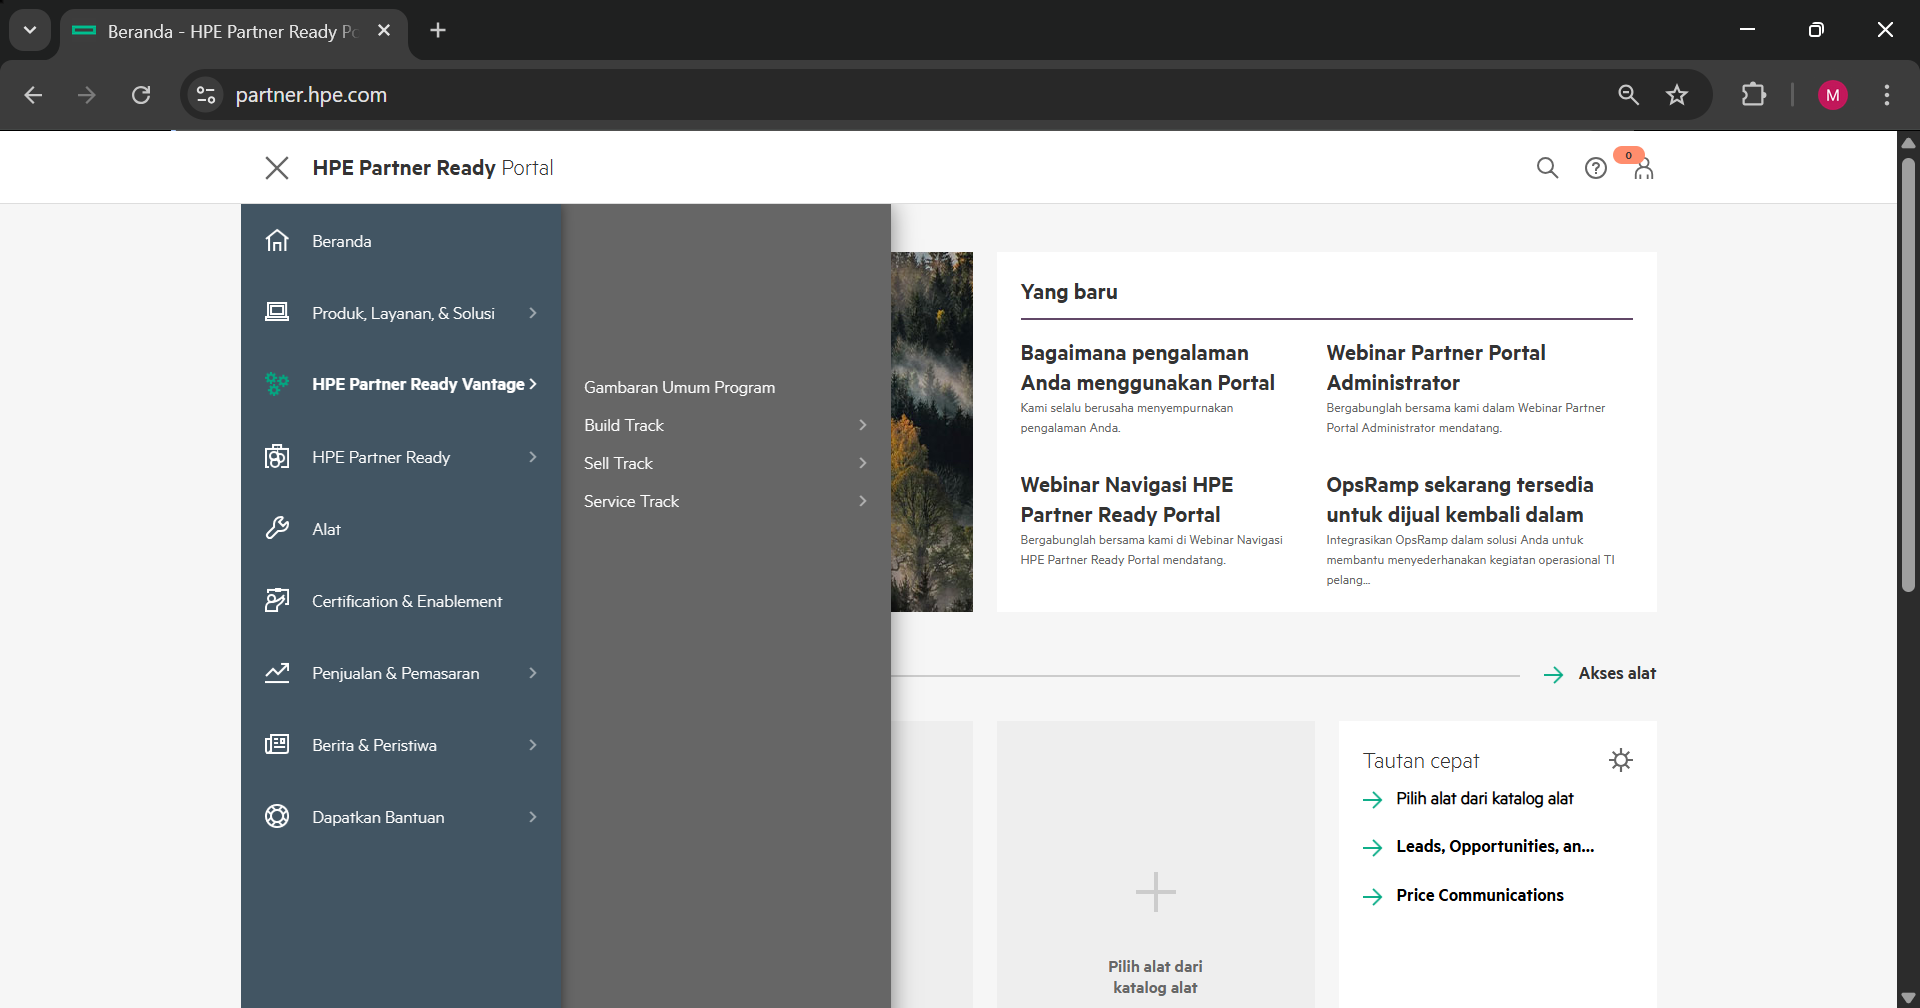 Beranda - HPE Partner Ready Po
partner.hpe.com
M
HPE Partner Ready Portal
0
Beranda
Produk, Layanan, & Solusi
HPE Partner Ready Vantage
HPE Partner Ready
Alat
Certification & Enablement
Penjualan & Pemasaran
Berita & Peristiwa
Dapatkan Bantuan
Gambaran Umum Program
Build Track
Sell Track
Service Track
Yang baru
Bagaimana pengalaman
Anda menggunakan Portal
Kami selalu berusaha menyempurnakan
pengalaman Anda.
Webinar Partner Portal
Administrator
Bergabunglah bersama kami dalam Webinar Partner
Portal Administrator mendatang.
Webinar Navigasi HPE
Partner Ready Portal
Bergabunglah bersama kami di Webinar Navigasi
HPE Partner Ready Portal mendatang.
OpsRamp sekarang tersedia
untuk dijual kembali dalam
Integrasikan OpsRamp dalam solusi Anda untuk
membantu menyederhanakan kegiatan operasional TI
pelang...
Akses alat
Pilih alat dari
katalog alat
Tautan cepat
Pilih alat dari katalog alat
Leads, Opportunities, an...
Price Communications